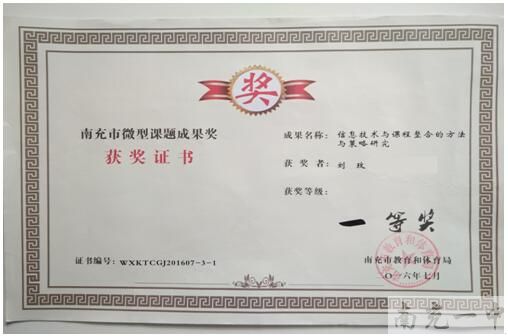 奖
南充市微型课题成果奖
获奖证书
成果名称：信息技术与课程整合的方法
与策略研究
获奖者：刘玟
获奖等级：
一等奖
证书编号：WXKTCGJ201607-3-1
南充市教育和体育局
〇一六年七月
南充一中